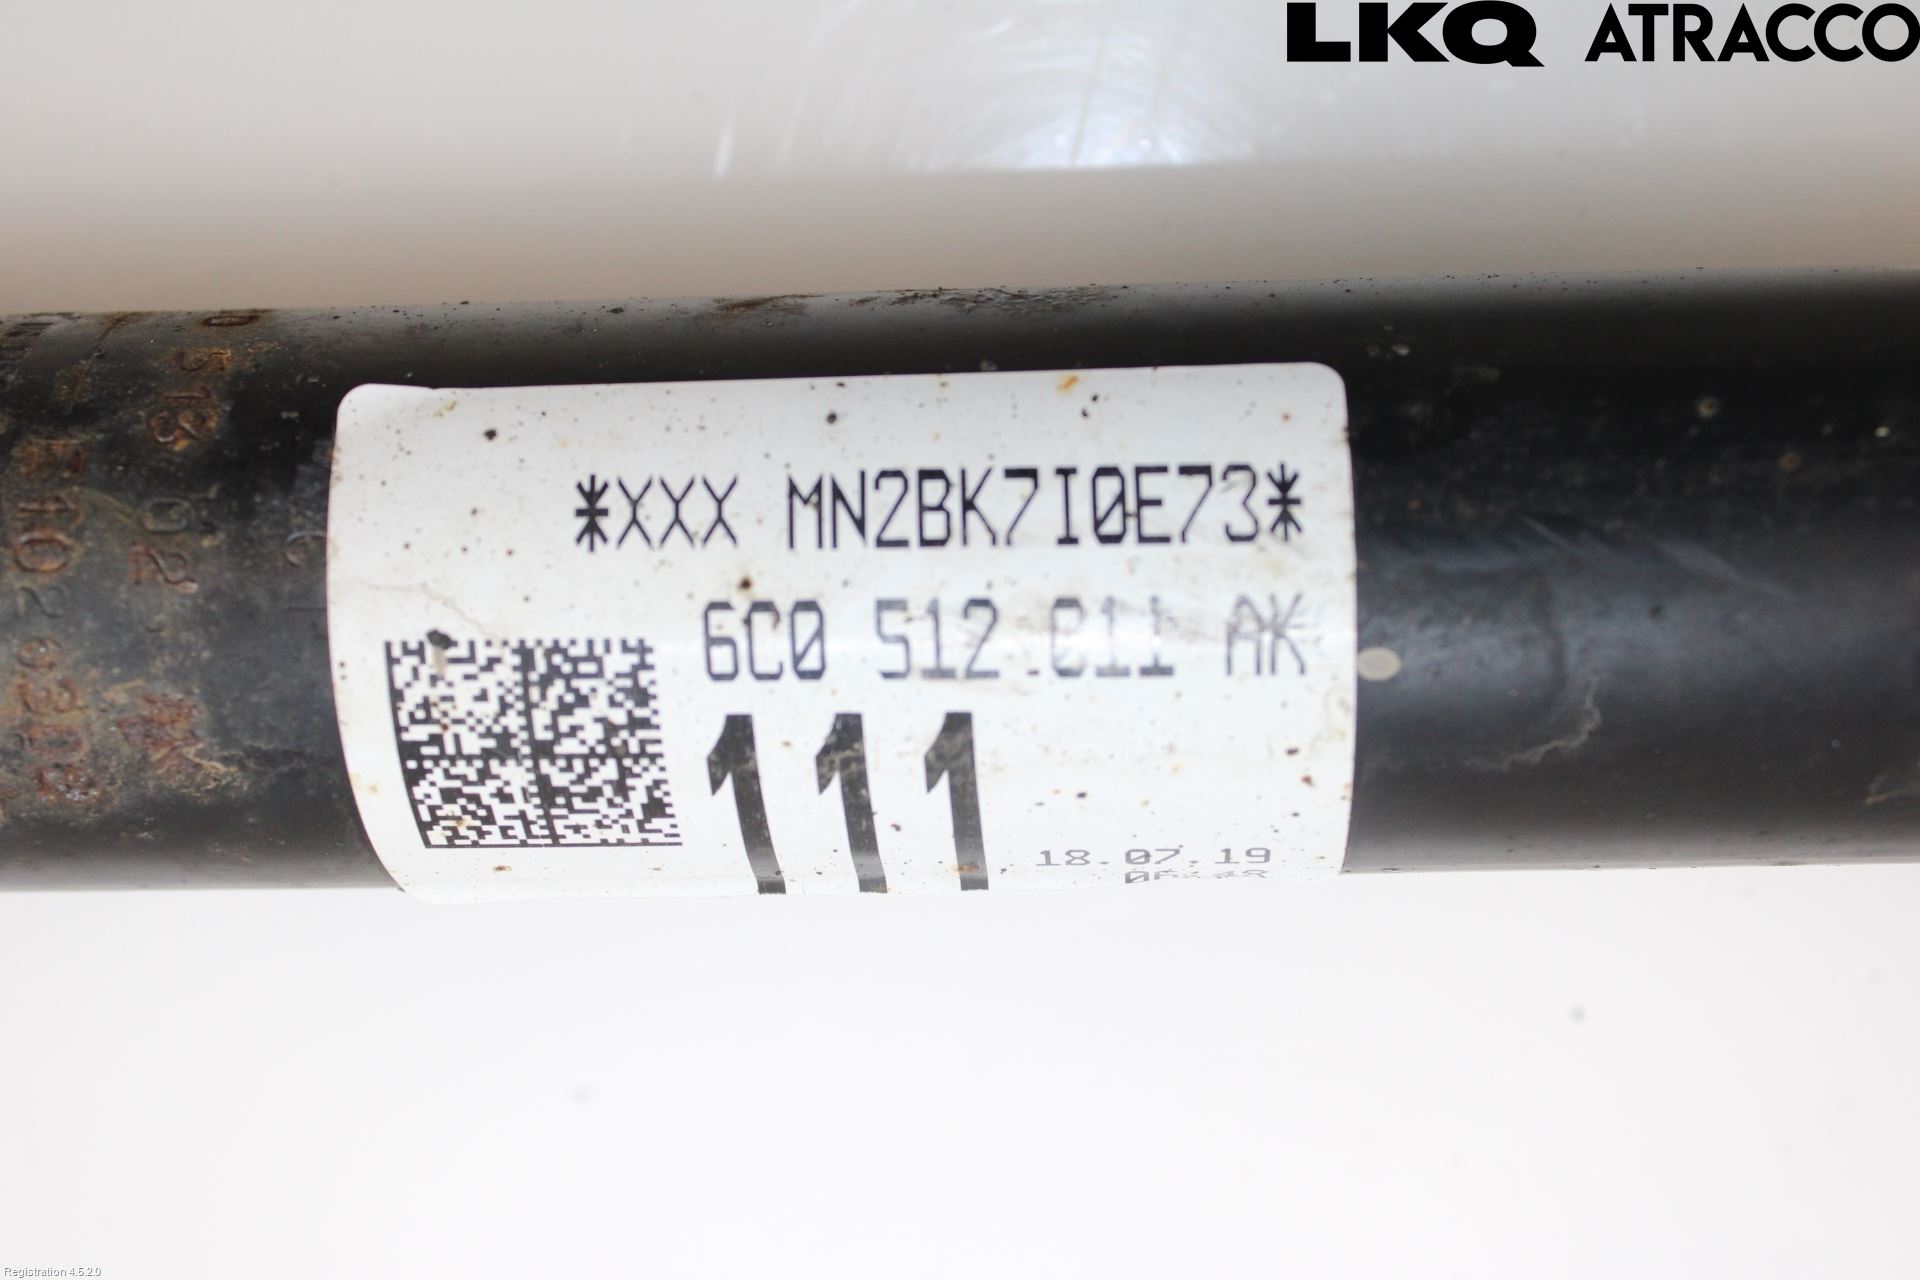 LKQ ATRACCO
*XXX MN2BK7I0E73*
6C0 512 011 AK
111
18.07.19
Registration 4.5.2.0